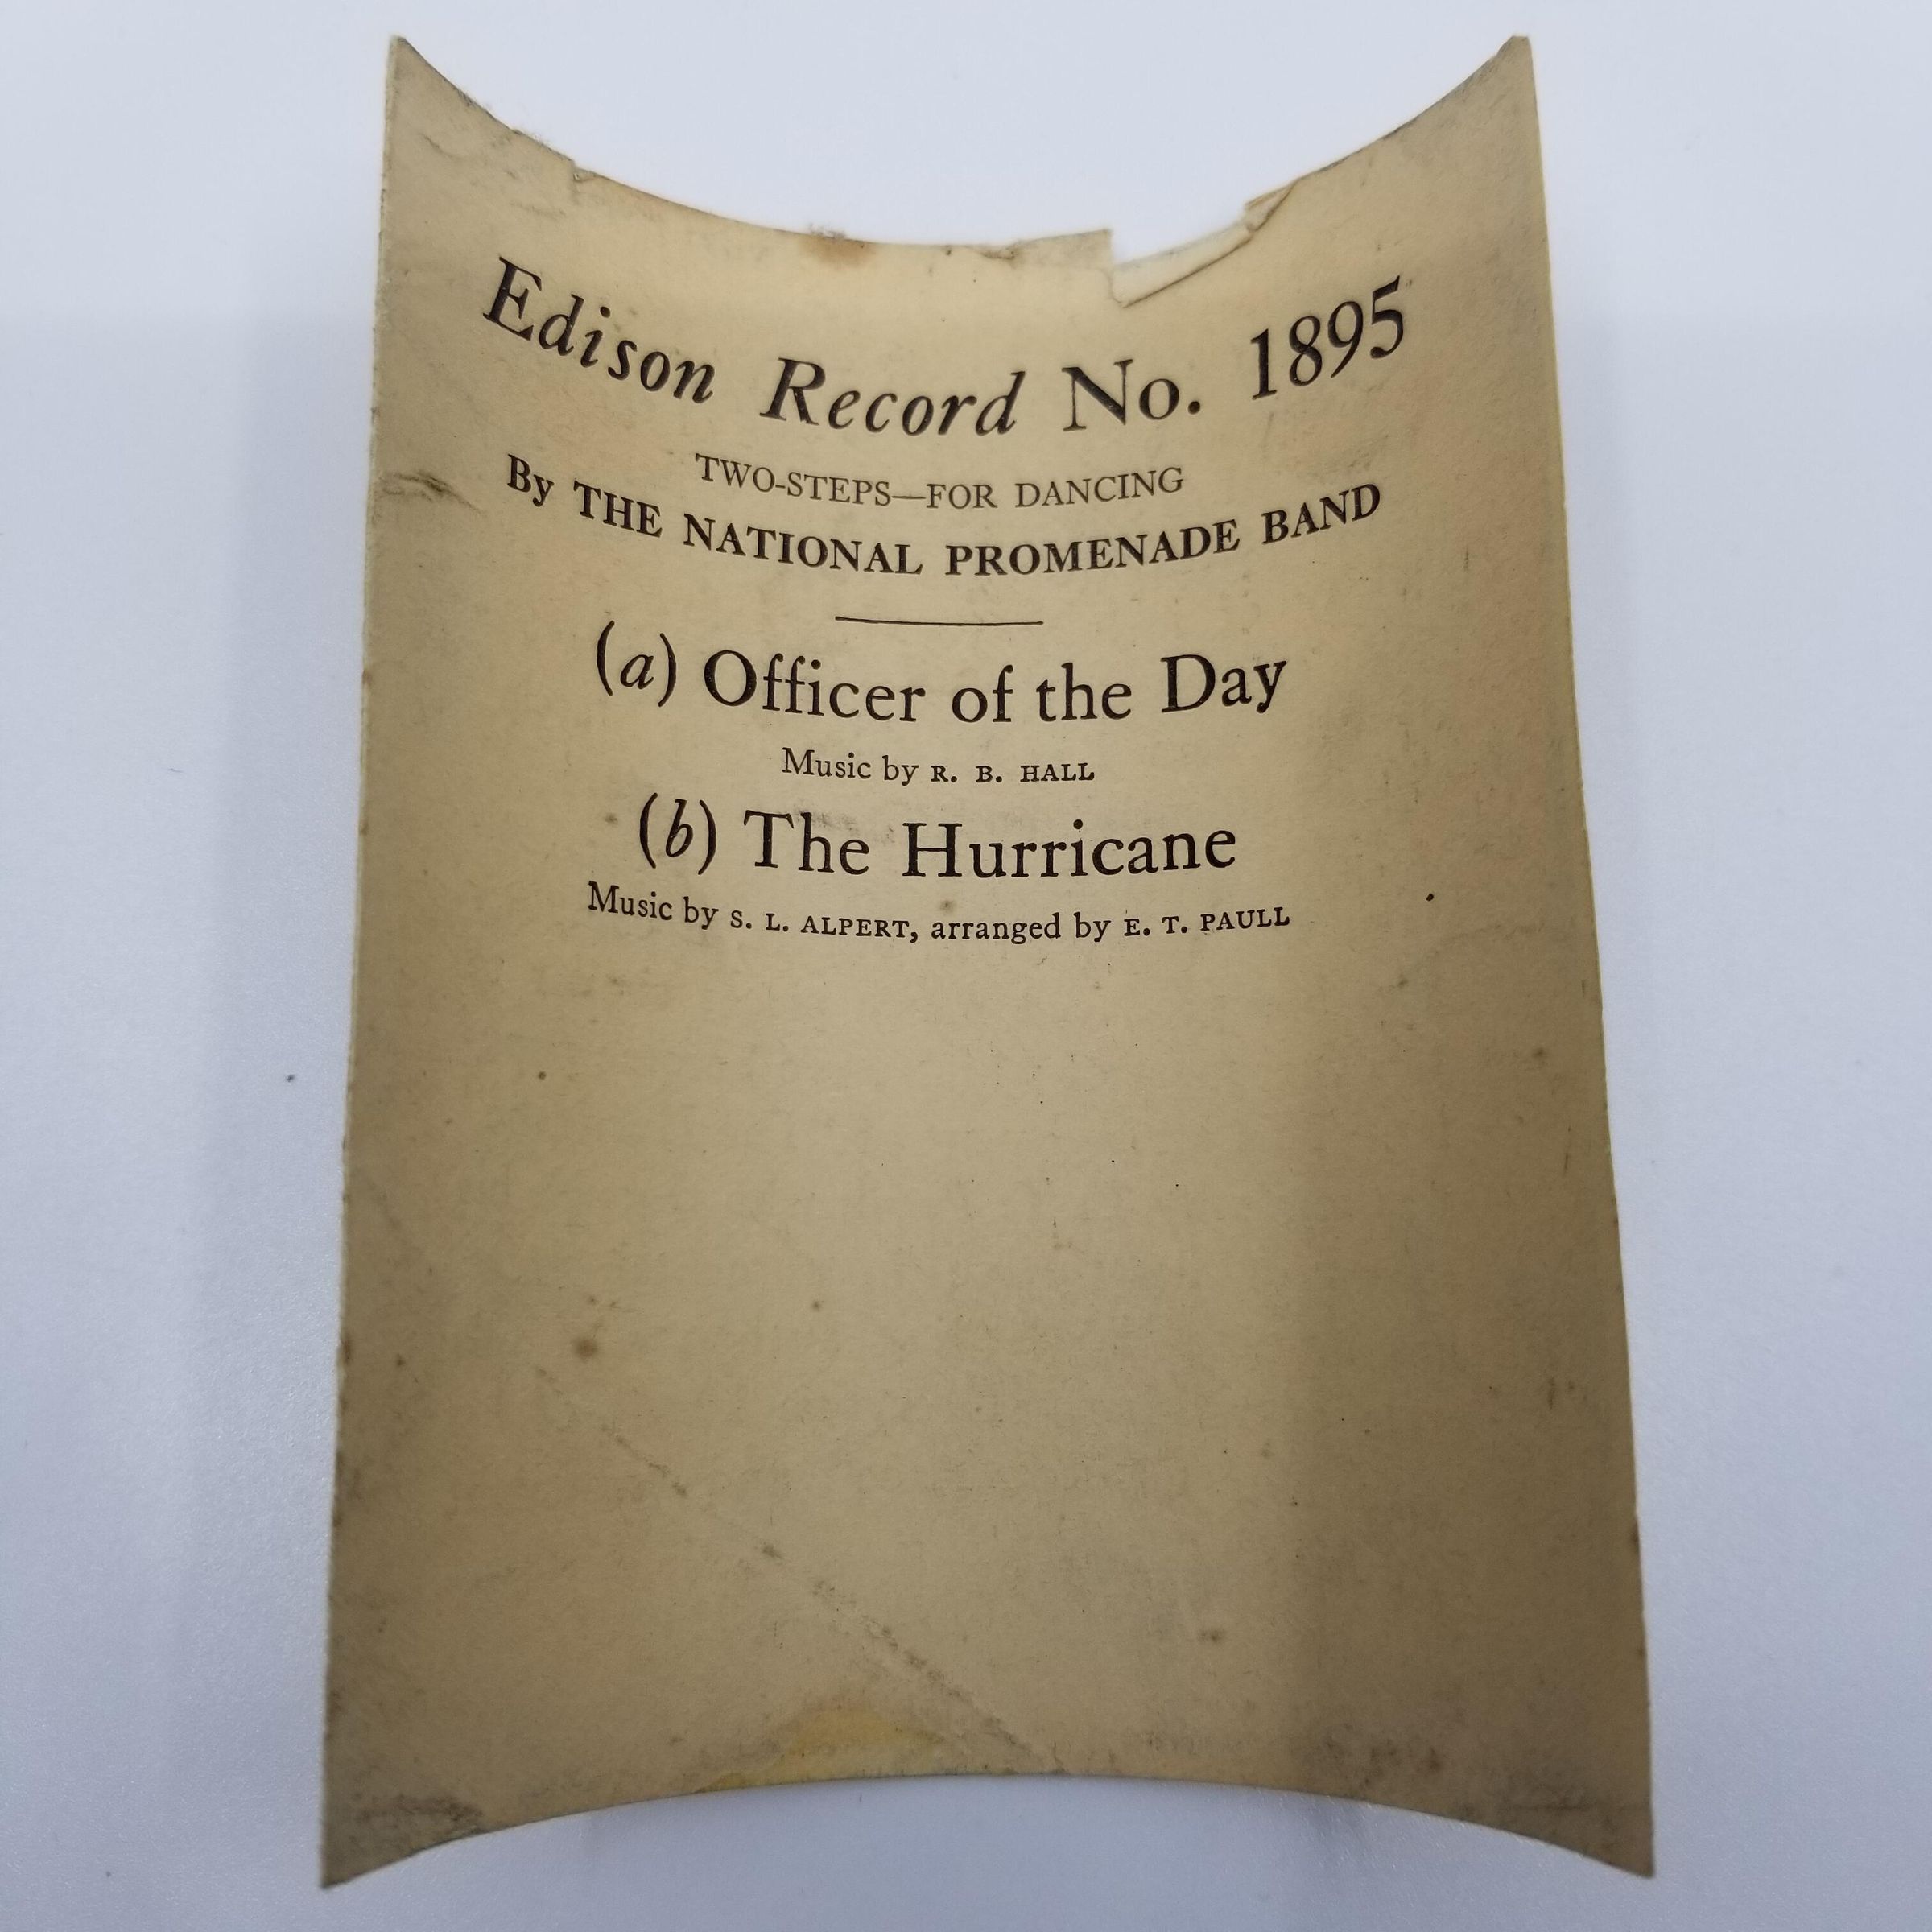 Edison Record No. 1895
TWO-STEPS—FOR DANCING
By THE NATIONAL PROMENADE BAND
(a) Officer of the Day
Music by R. B. HALL
(b) The Hurricane
Music by S. L. ALPERT, arranged by E. T. PAULL